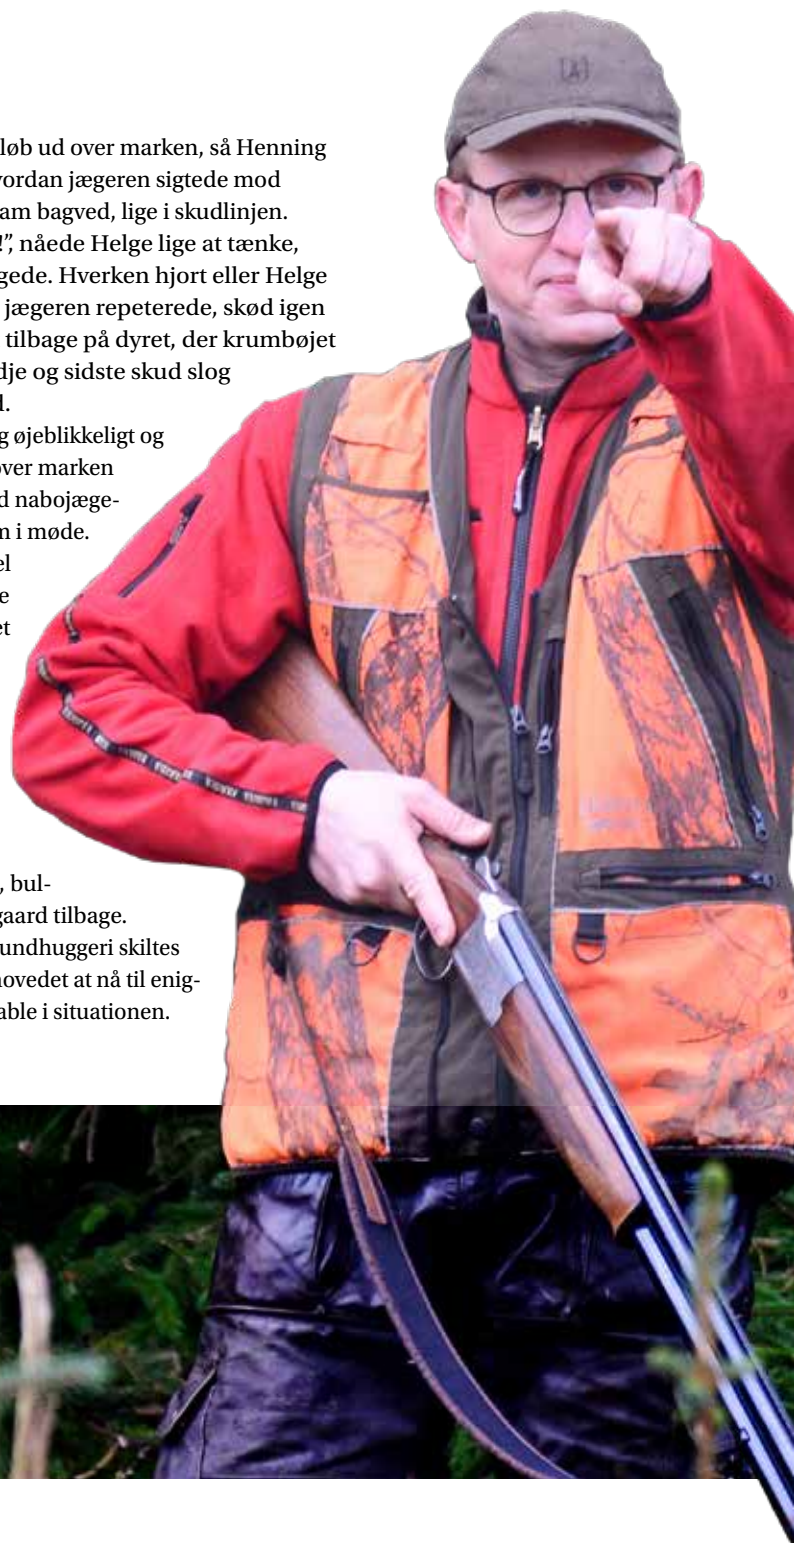 løb ud over marken, så Henning
vordan jægeren sigtede mod
am bagved, lige i skudlinjen.
!”, nåede Helge lige at tænke,
gede. Hverken hjort eller Helge
jægeren repeterede, skød igen
tilbage på dyret, der krumbøjet
dje og sidste skud slog
l.
g øjeblikkeligt og
over marken
d nabojæge-
m i møde.
el
e
et
, bul-
gaard tilbage.
undhuggeri skiltes
hovedet at nå til enig-
able i situationen.